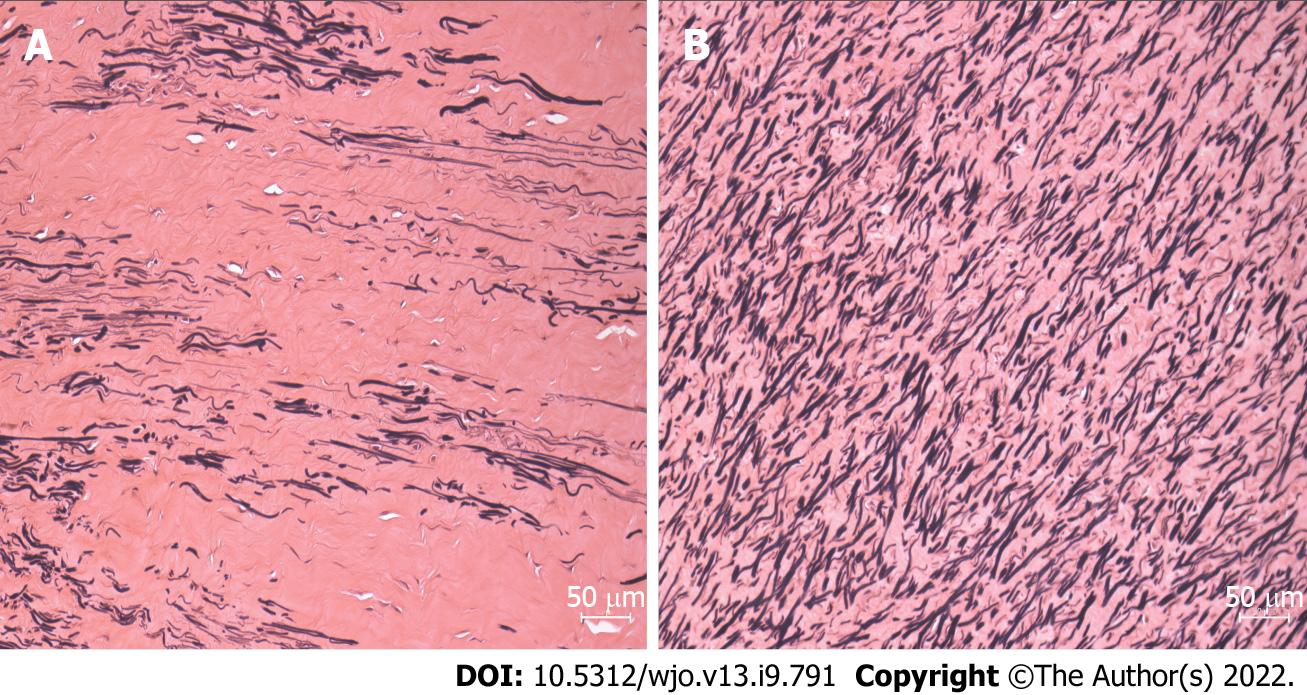 A
B
50 μm
50 μm
DOI: 10.5312/wjo.v13.i9.791 Copyright ©The Author(s) 2022.